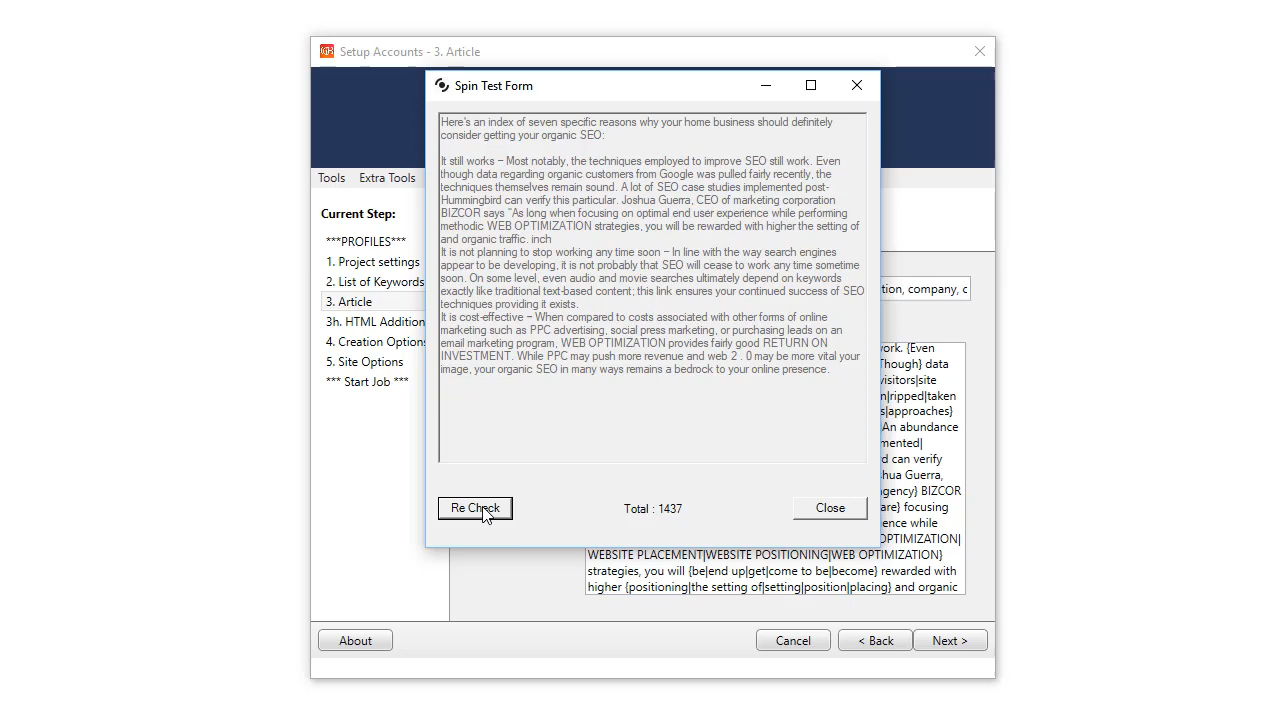 Setup Accounts - 3. Article
Spin Test Form
Tools Extra Tools
Current Step:
***PROFILES***
1. Project settings
2. List of Keywords
3. Article
3h. HTML Addition
4. Creation Option
5. Site Options
*** Start Job ***
Here's an index of seven specific reasons why your home business should definitely
consider getting your organic SEO:
It still works – Most notably, the techniques employed to improve SEO still work. Even
though data regarding organic customers from Google was pulled fairly recently, the
techniques themselves remain sound. A lot of SEO case studies implemented post-
Hummingbird can verify this particular. Joshua Guerra, CEO of marketing corporation
BIZCOR says "As long when focusing on optimal end user experience while performing
methodic WEB OPTIMIZATION strategies, you will be rewarded with higher the setting of
and organic traffic. inch
It is not planning to stop working any time soon – In line with the way search engines
appear to be developing, it is not probably that SEO will cease to work any time sometime
soon. On some level, even audio and movie searches ultimately depend on keywords
exactly like traditional text-based content; this link ensures your continued success of SEO
techniques providing it exists.
It is cost-effective – When compared to costs associated with other forms of online
marketing such as PPC advertising, social press marketing, or purchasing leads on an
email marketing program, WEB OPTIMIZATION provides fairly good RETURN ON
INVESTMENT. While PPC may push more revenue and web 2 . 0 may be more vital your
image, your organic SEO in many ways remains a bedrock to your online presence.
Re Check
Total : 1437
Close
tion, company, c
ork. {Even
Though} data
visitors|site
n|ripped|taken
s|approaches}
An abundance
mented|
d can verify
hua Guerra,
gency} BIZCOR
are} focusing
ence while
OPTIMIZATION|
WEBSITE PLACEMENT|WEBSITE POSITIONING|WEB OPTIMIZATION}
strategies, you will {be|end up|get|come to be|become} rewarded with
higher {positioning|the setting of|setting|position|placing} and organic
About
Cancel
< Back
Next >